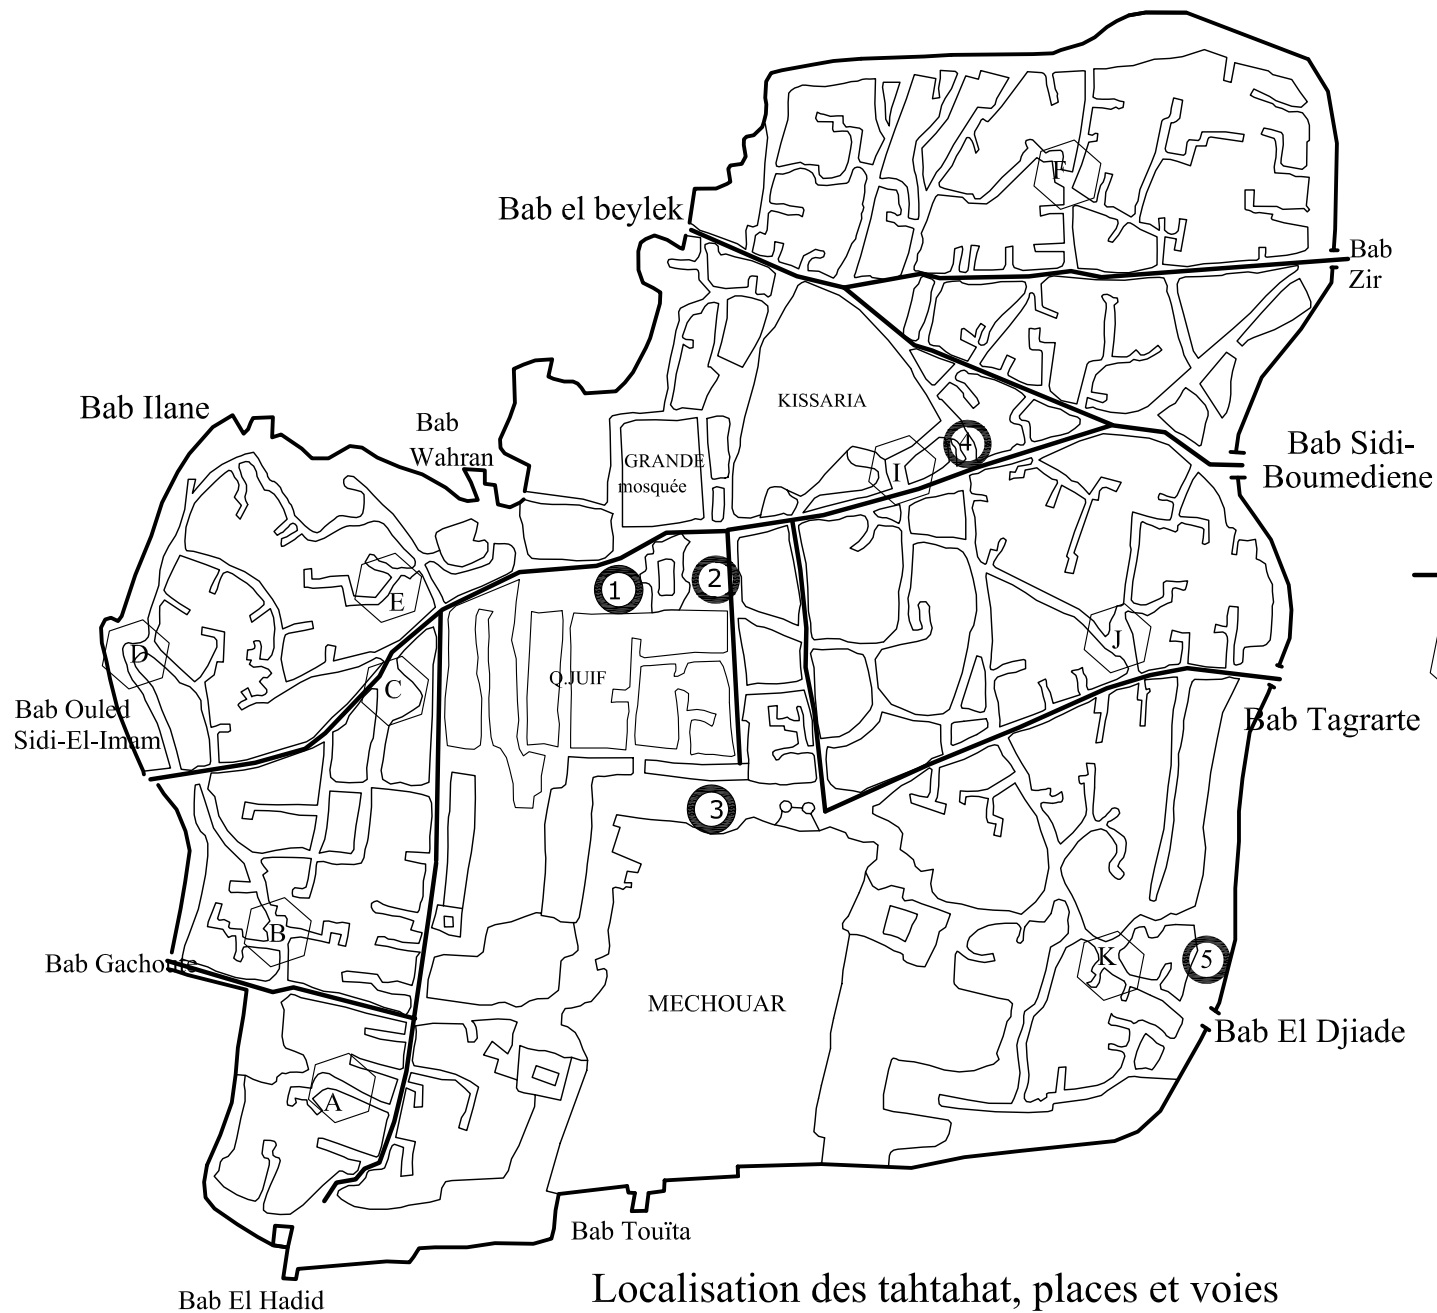 F
Bab el beylek
Bab
Zir
KISSARIA
Bab Ilane
Bab
Wahran
4
Bab Sidi-
Boumediene
GRANDE
mosquée
I
1
2
E
J
D
C
Q.JUIF
Bab Ouled
Sidi-El-Imam
Bab Tagrarte
3
B
K
5
Bab Gachoute
MECHOUAR
Bab El Djiade
A
Bab Touïta
Localisation des tahtahat, places et voies
Bab El Hadid